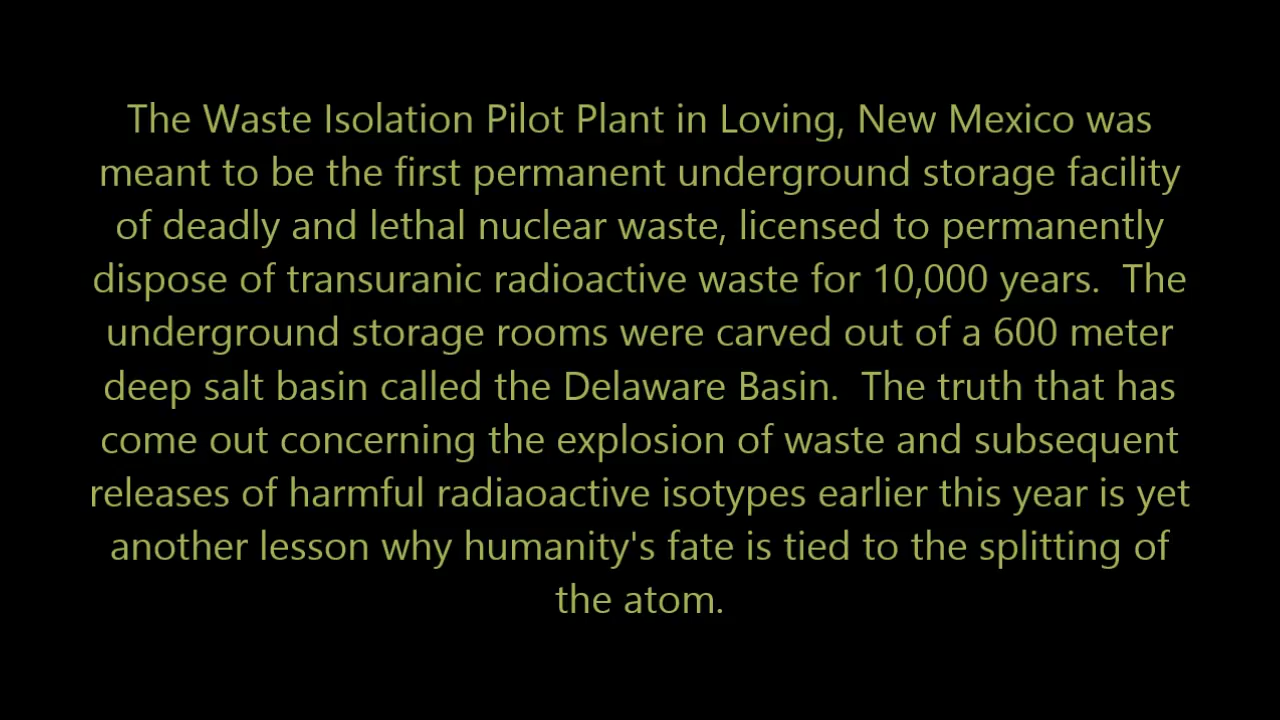 The Waste Isolation Pilot Plant in Loving, New Mexico was
meant to be the first permanent underground storage facility
of deadly and lethal nuclear waste, licensed to permanently
dispose of transuranic radioactive waste for 10,000 years.  The
underground storage rooms were carved out of a 600 meter
deep salt basin called the Delaware Basin.  The truth that has
come out concerning the explosion of waste and subsequent
releases of harmful radiaoactive isotypes earlier this year is yet
another lesson why humanity's fate is tied to the splitting of
the atom.